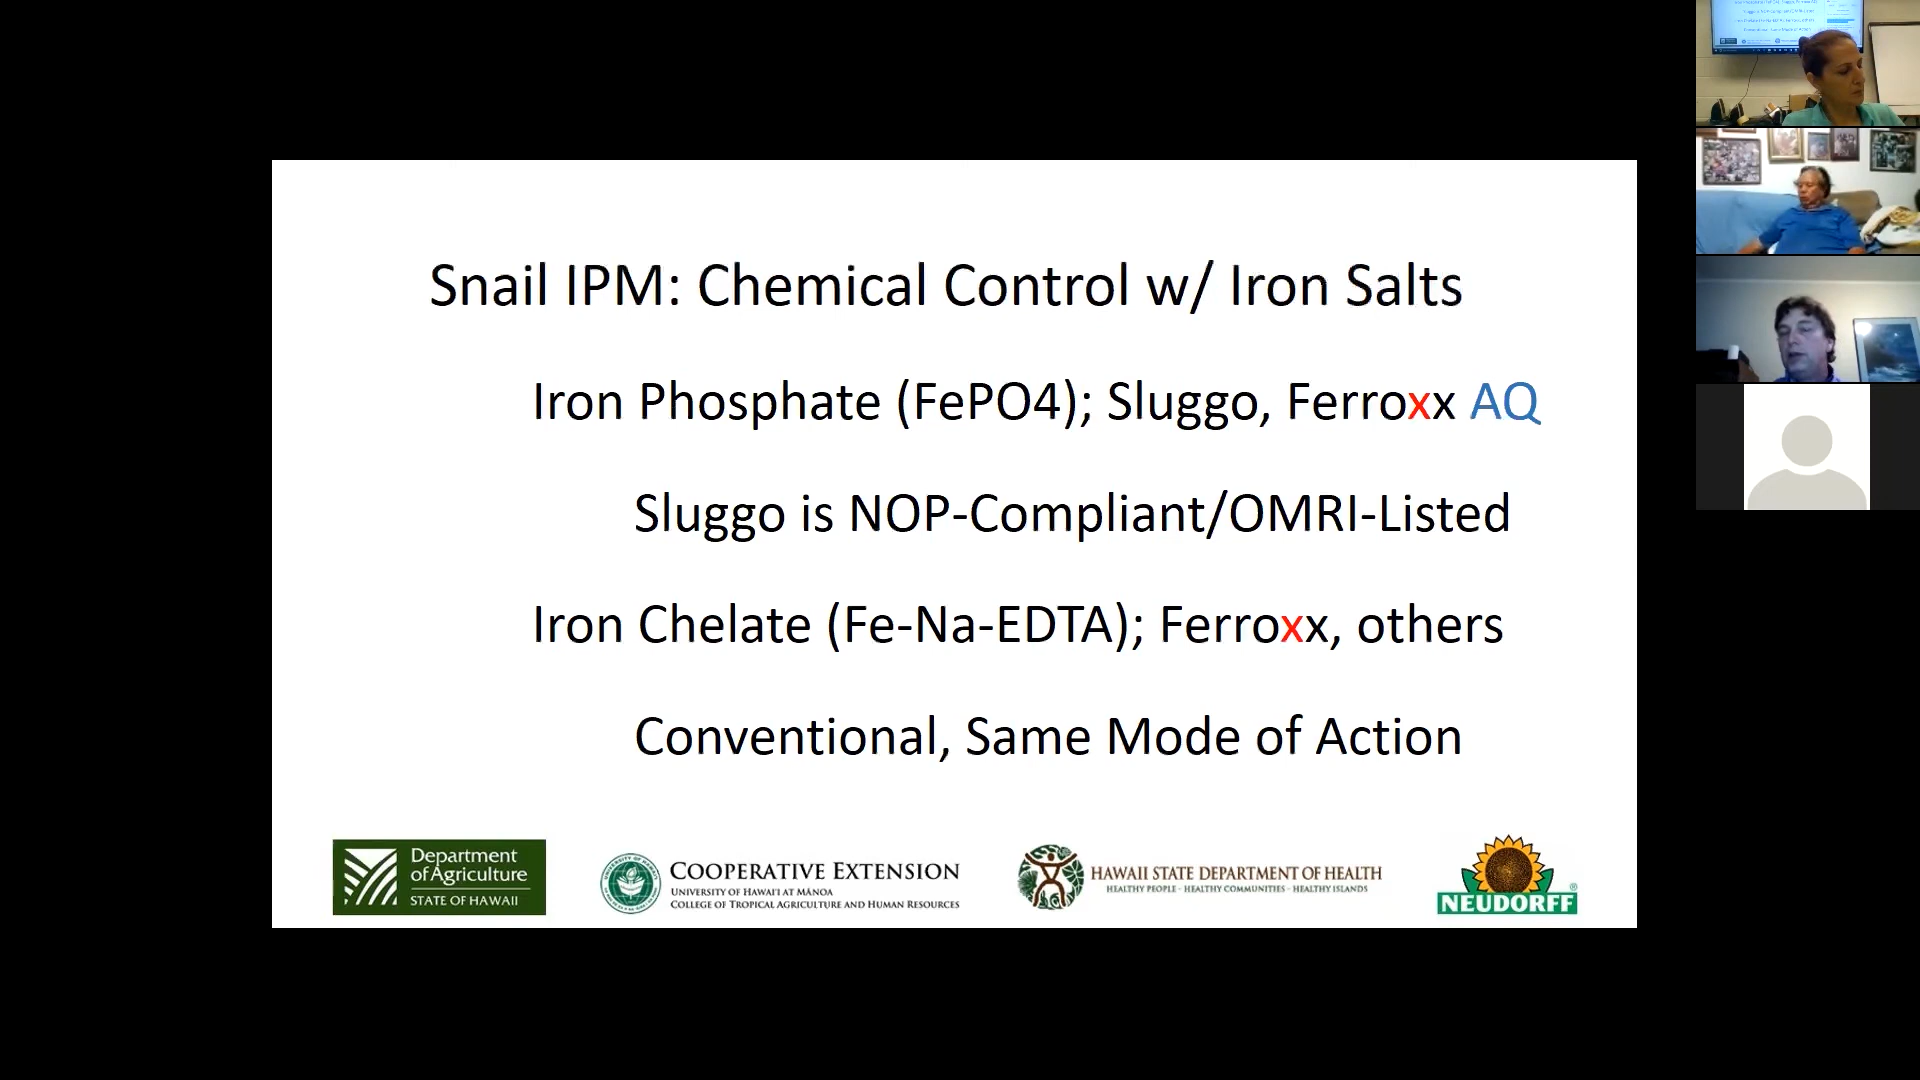 Snail IPM: Chemical Control w/ Iron Salts
Iron Phosphate (FePO4); Sluggo, Ferroxx AQ
Sluggo is NOP-Compliant/OMRI-Listed
Iron Chelate (Fe-Na-EDTA); Ferroxx, others
Conventional, Same Mode of Action
Department
of Agriculture
STATE OF HAWAII
COOPERATIVE EXTENSION
UNIVERSITY OF HAWAI'I AT MĀNOA
COLLEGE OF TROPICAL AGRICULTURE AND HUMAN RESOURCES
HAWAII STATE DEPARTMENT OF HEALTH
HEALTHY PEOPLE - HEALTHY COMMUNITIES - HEALTHY ISLANDS
NEUDORFF®